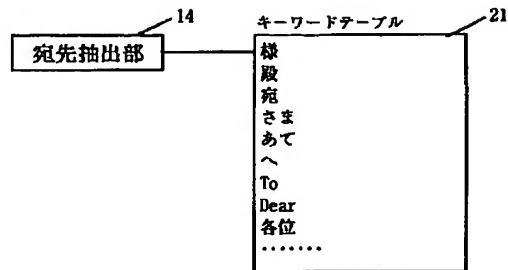 14
宛先抽出部
キーワードテーブル
21
様
殿
宛
さま
あて
へ
To
Dear
各位
・・・・・・・